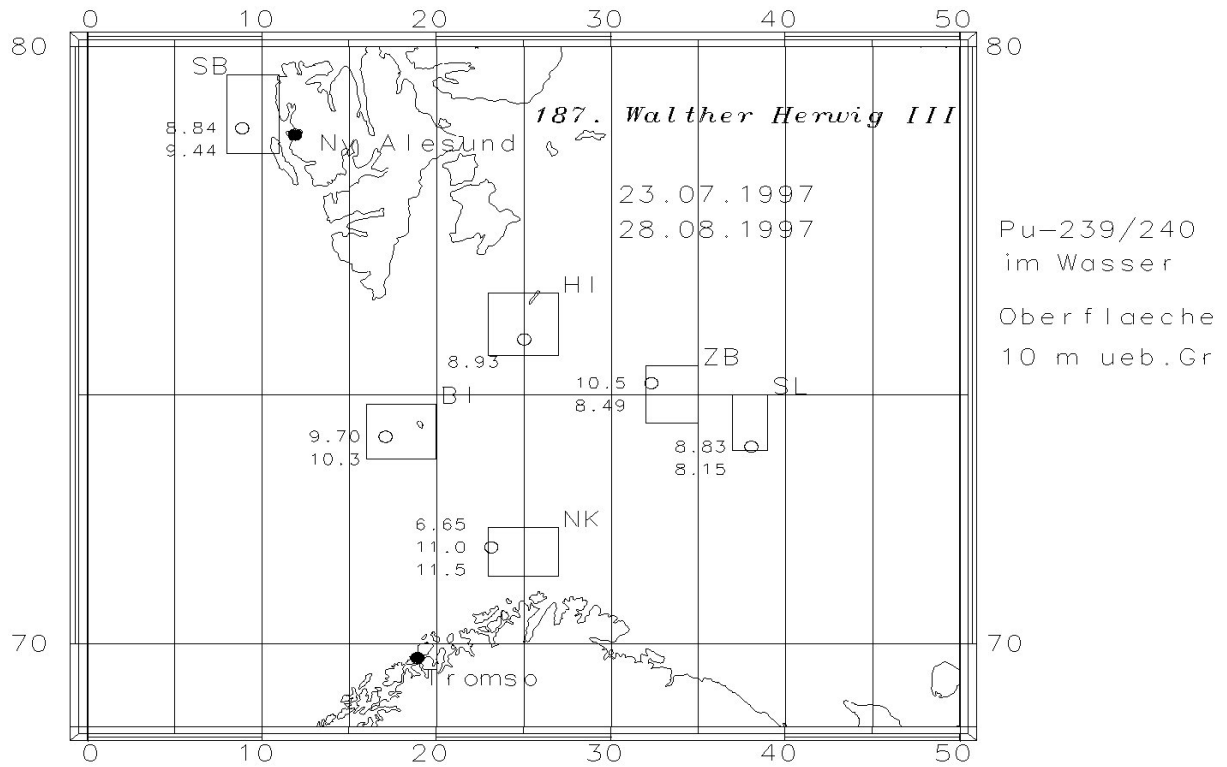 0 10 20 30 40 50
80 80
SB
187. Walther Herwig III
8.84
9.44
Ny Alesund
23.07.1997
28.08.1997
Pu-239/240
im Wasser
Oberflaeche
10 m ueb.Gr
HI
8.93
ZB
10.5
8.49
SL
BI
9.70
10.3
8.83
8.15
NK
6.65
11.0
11.5
70 70
Tromso
0 10 20 30 40 50